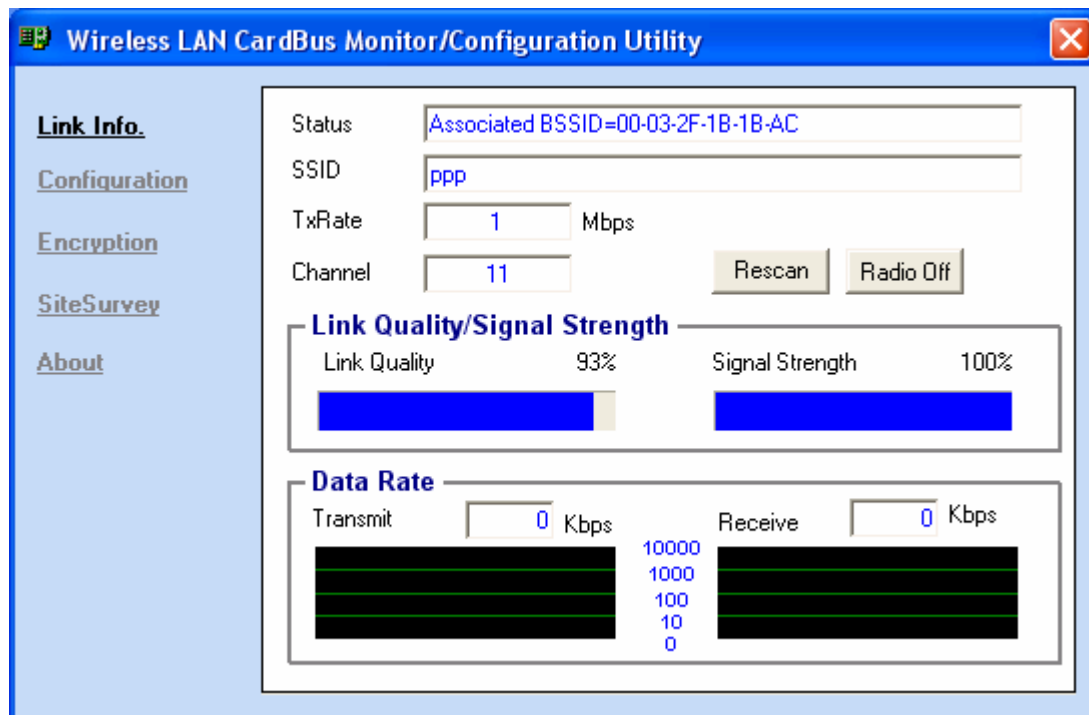 Wireless LAN CardBus Monitor/Configuration Utility
Link Info.
Configuration
Encryption
SiteSurvey
About
Status Associated BSSID=00-03-2F-1B-1B-AC
SSID ppp
TxRate 1 Mbps
Channel 11 Rescan Radio Off
Link Quality/Signal Strength
Link Quality 93% Signal Strength 100%
Data Rate
Transmit 0 Kbps Receive 0 Kbps
10000
1000
100
10
0